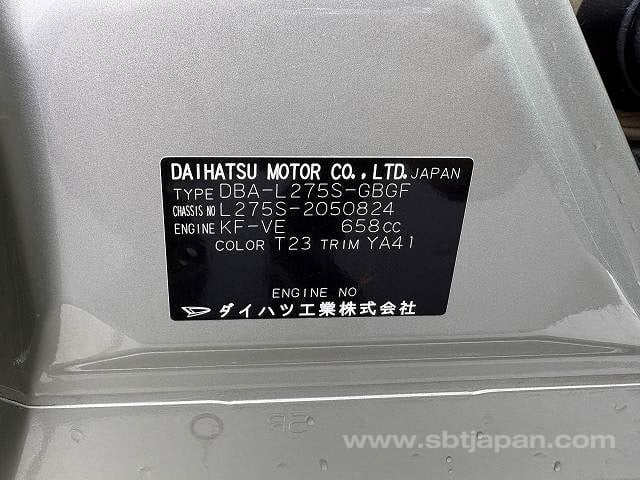 DAIHATSU MOTOR CO., LTD. JAPAN
TYPE DBA-L275S-GBGF
CHASSIS NO L275S-2050824
ENGINE KF-VE 658cc
COLOR T23 TRIM YA41
ENGINE NO
ダイハツ工業株式会社
www.sbtjapan.com